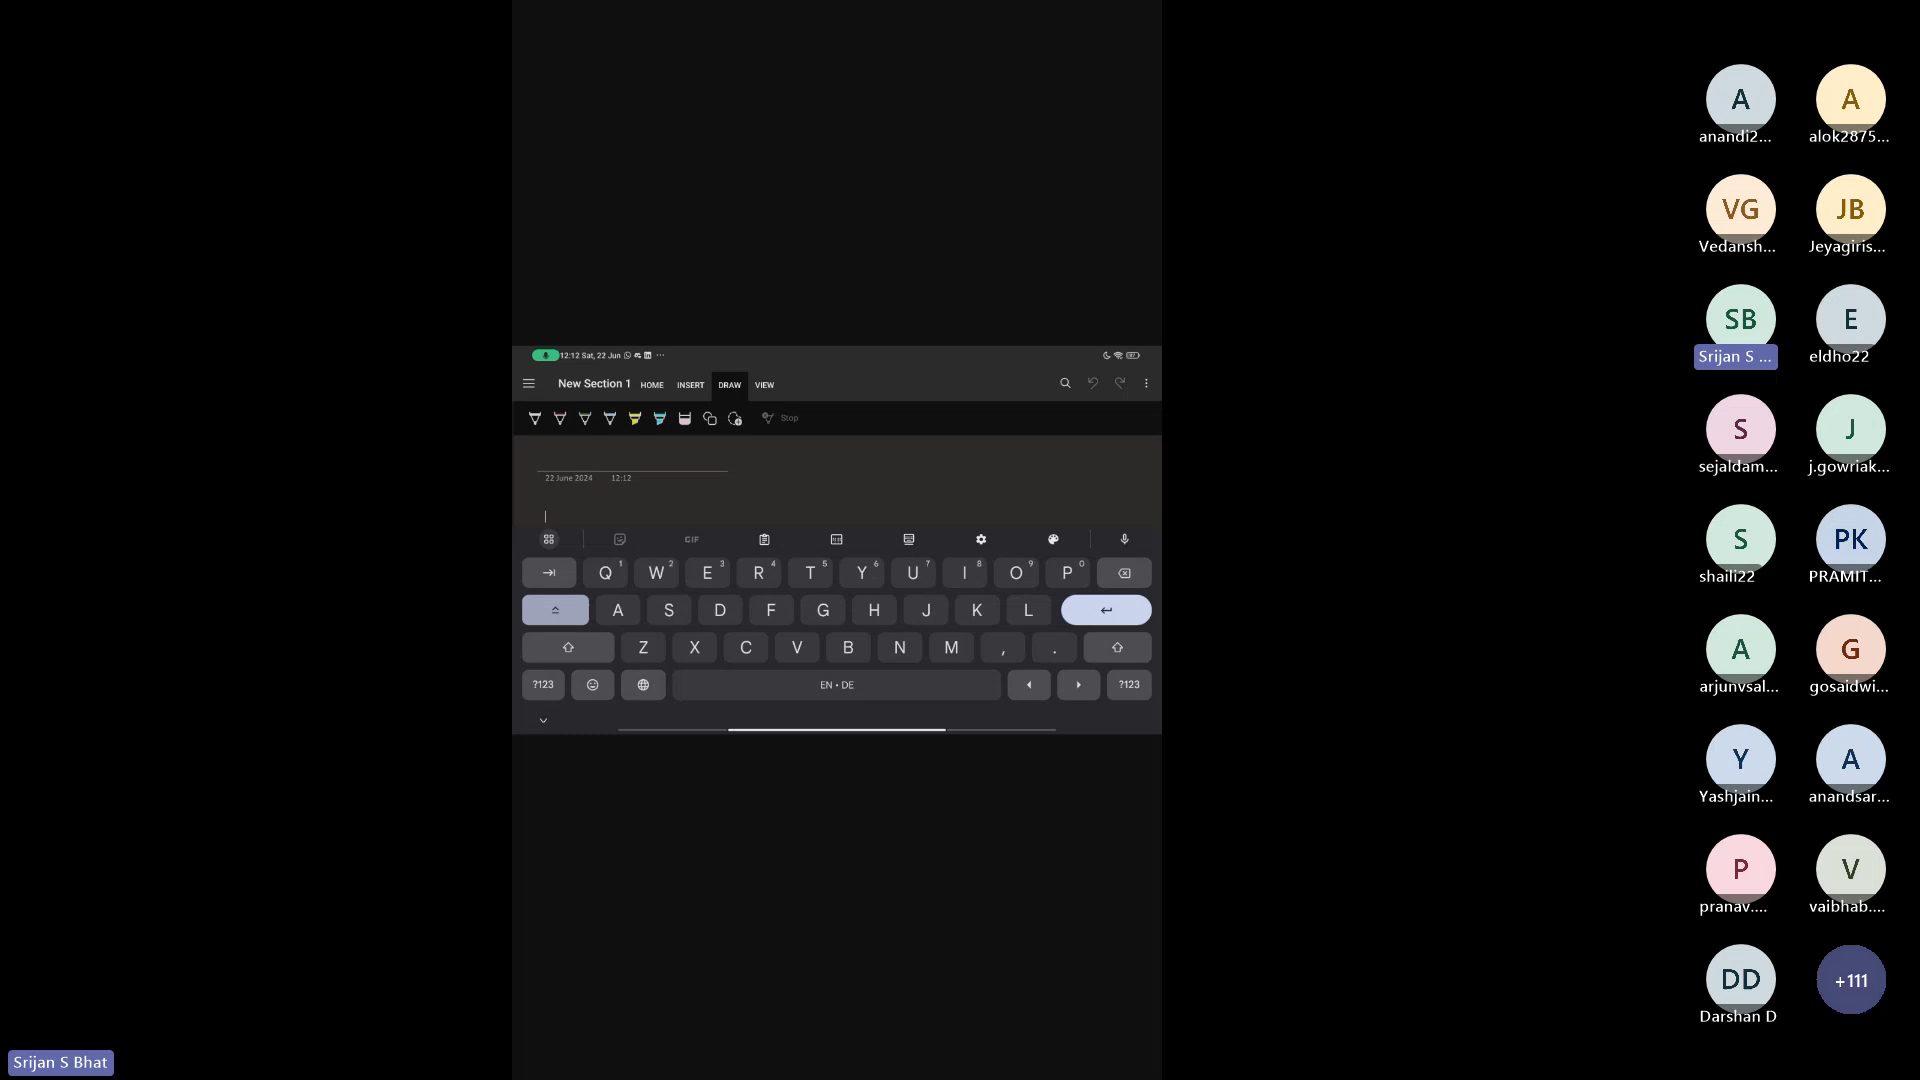 12:12 Sat, 22 Jun ···
New Section 1 HOME INSERT DRAW VIEW
Stop
22 June 2024 12:12
GIF
Q 1 W 2 E 3 R 4 T 5 Y 6 U 7 I 8 O 9 P 0
A S D F G H J K L
Z X C V B N M , .
?123 EN • DE ?123
A A
anandi2... alok2875...
VG JB
Vedansh... Jeyagiris...
SB E
Srijan S ... eldho22
S J
sejaldam... j.gowriak...
S PK
shaili22 PRAMIT...
A G
arjunvsal... gosaidwi...
Y A
Yashjain... anandsar...
P V
pranav.... vaibhab....
DD +111
Darshan D
Srijan S Bhat